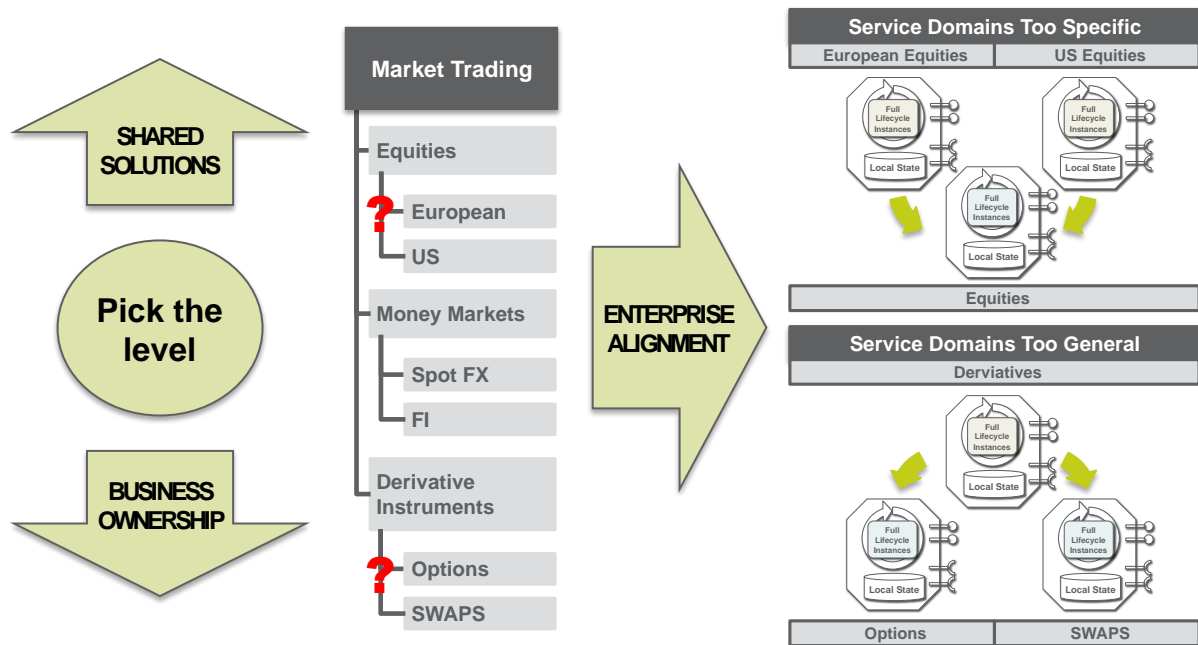 SHARED
SOLUTIONS
Pick the
level
BUSINESS
OWNERSHIP
Market Trading
Equities
?
European
US
Money Markets
Spot FX
FI
Derivative
Instruments
?
Options
SWAPS
ENTERPRISE
ALIGNMENT
Service Domains Too Specific
European Equities
US Equities
Full
Lifecycle
Instances
Local State
Full
Lifecycle
Instances
Local State
Full
Lifecycle
Instances
Local State
Equities
Service Domains Too General
Derviatives
Full
Lifecycle
Instances
Local State
Full
Lifecycle
Instances
Local State
Full
Lifecycle
Instances
Local State
Options
SWAPS